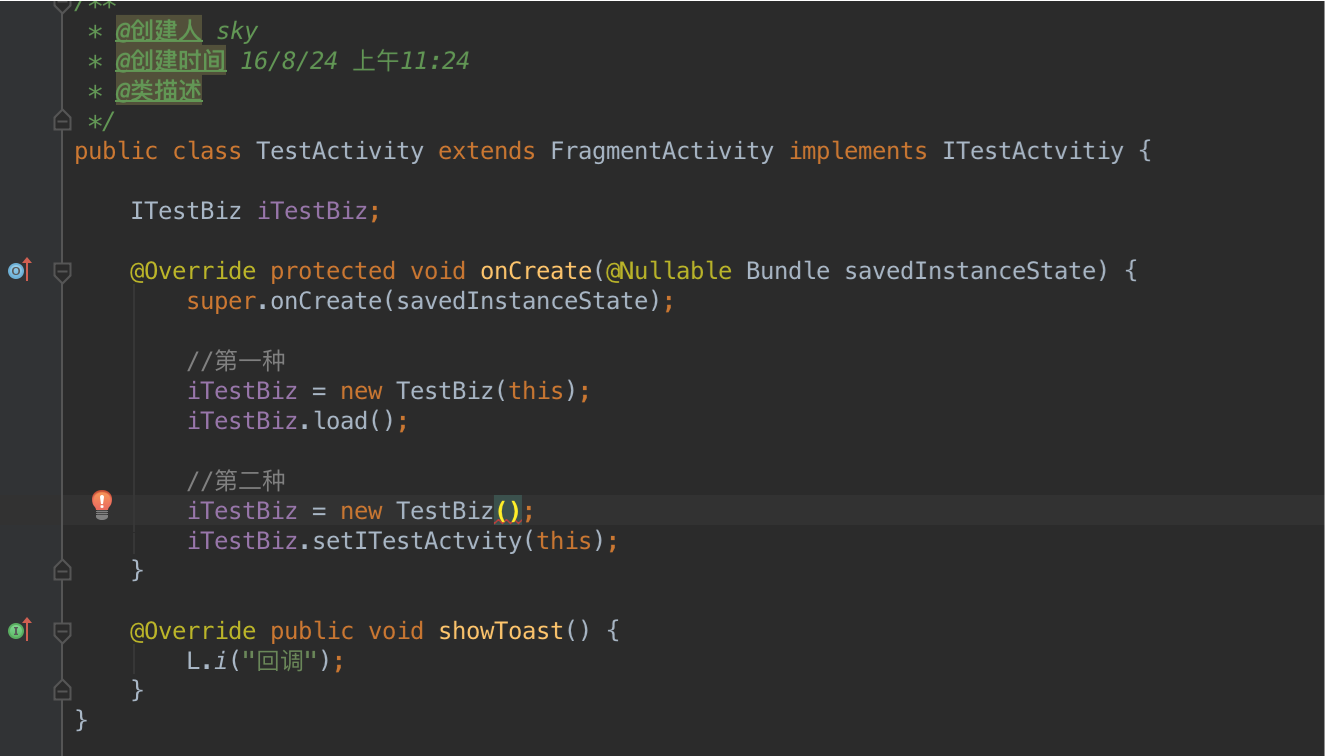 /**
* @创建人 sky
* @创建时间 16/8/24 上午11:24
* @类描述
*/
public class TestActivity extends FragmentActivity implements ITestActvitiy {
ITestBiz iTestBiz;
@Override protected void onCreate(@Nullable Bundle savedInstanceState) {
super.onCreate(savedInstanceState);
//第一种
iTestBiz = new TestBiz(this);
iTestBiz.load();
//第二种
iTestBiz = new TestBiz();
iTestBiz.setITestActvity(this);
}
@Override public void showToast() {
L.i("回调");
}
}